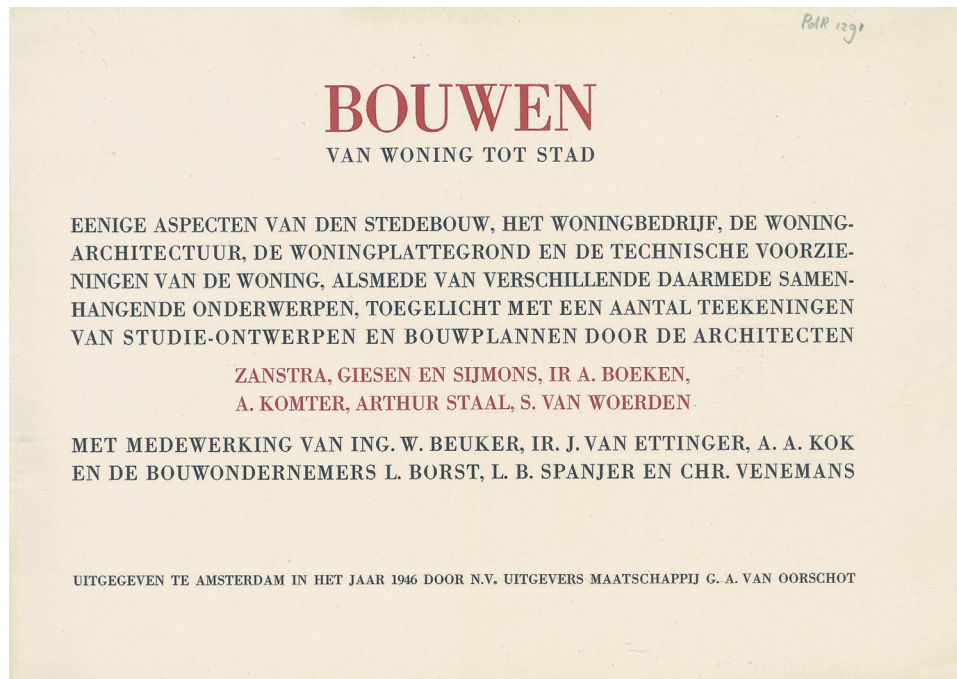 PdR 1291
BOUWEN
VAN WONING TOT STAD
EENIGE ASPECTEN VAN DEN STEDEBOUW, HET WONINGBEDRIJF, DE WONING-
ARCHITECTUUR, DE WONINGPLATTEGROND EN DE TECHNISCHE VOORZIE-
NINGEN VAN DE WONING, ALSMEDE VAN VERSCHILLENDE DAARMEDE SAMEN-
HANGENDE ONDERWERPEN, TOEGELICHT MET EEN AANTAL TEEKENINGEN
VAN STUDIE-ONTWERPEN EN BOUWPLANNEN DOOR DE ARCHITECTEN
ZANSTRA, GIESEN EN SIJMONS, IR A. BOEKEN,
A. KOMTER, ARTHUR STAAL, S. VAN WOERDEN
MET MEDEWERKING VAN ING. W. BEUKER, IR. J. VAN ETTINGER, A. A. KOK
EN DE BOUWONDERNEMERS L. BORST, L. B. SPANJER EN CHR. VENEMANS
UITGEGEVEN TE AMSTERDAM IN HET JAAR 1946 DOOR N.V. UITGEVERS MAATSCHAPPIJ G. A. VAN OORSCHOT